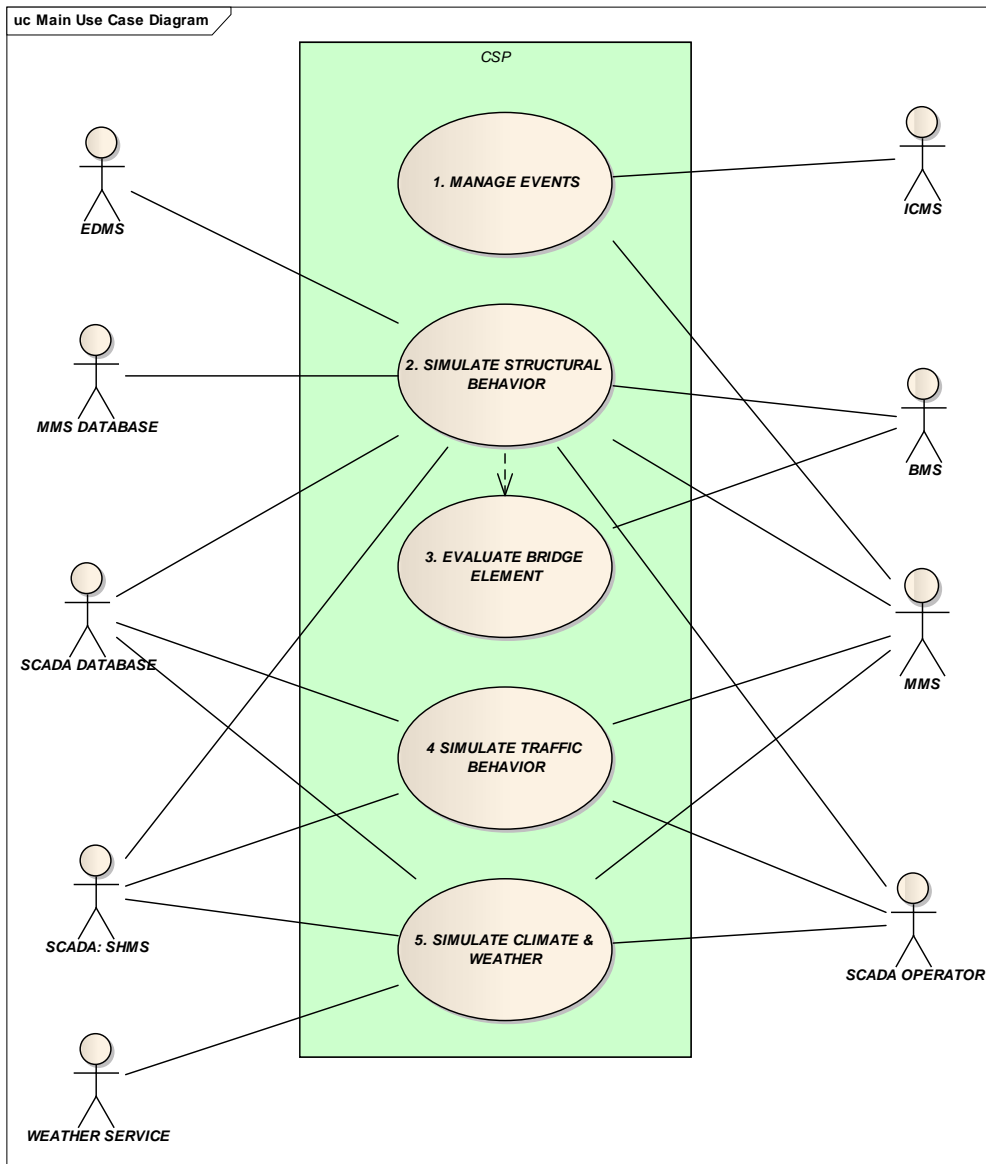 uc Main Use Case Diagram
CSP
1. MANAGE EVENTS
ICMS
EDMS
2. SIMULATE STRUCTURAL
BEHAVIOR
MMS DATABASE
BMS
3. EVALUATE BRIDGE
ELEMENT
SCADA DATABASE
MMS
4 SIMULATE TRAFFIC
BEHAVIOR
5. SIMULATE CLIMATE &
WEATHER
SCADA: SHMS
SCADA OPERATOR
WEATHER SERVICE